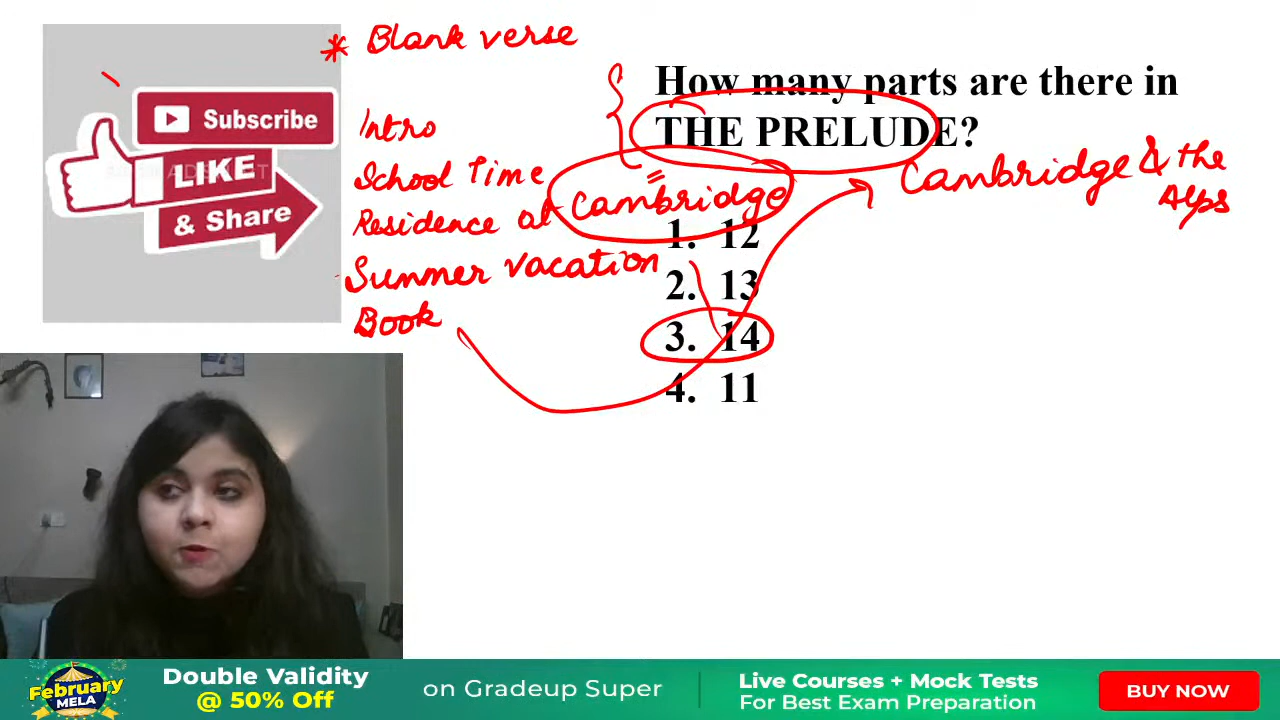 * Blank verse
Subscribe
LIKE
& Share
Intro
School Time
Residence at Cambridge
Summer vacation
Book
How many parts are there in
THE PRELUDE?
Cambridge & the
Alps
1. 12
2. 13
3. 14
4. 11
February
MELA
Double Validity
@ 50% Off
on Gradeup Super
Live Courses + Mock Tests
For Best Exam Preparation
BUY NOW